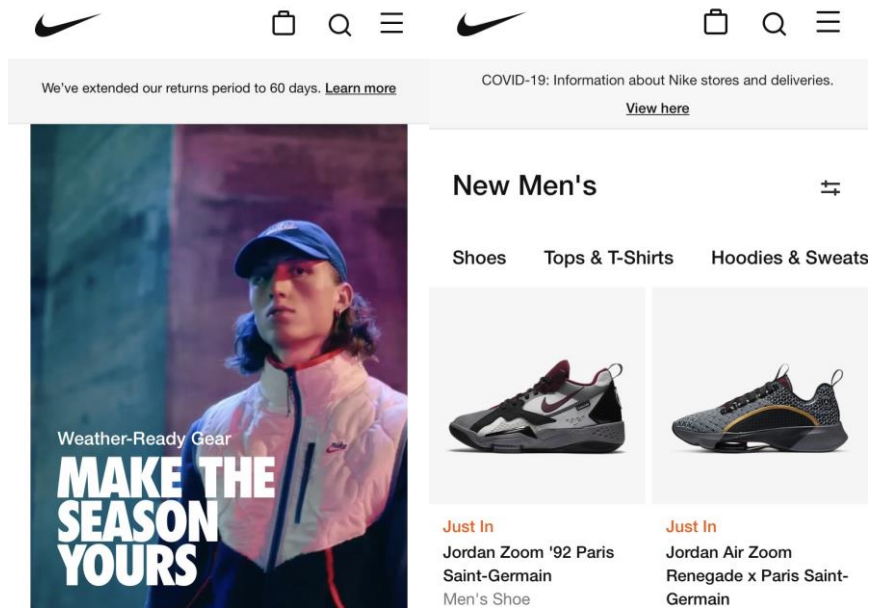 We've extended our returns period to 60 days. Learn more
Weather-Ready Gear
Nike
MAKE THE
SEASON
YOURS
COVID-19: Information about Nike stores and deliveries.
View here
New Men's
Shoes Tops & T-Shirts Hoodies & Sweats
Just In
Jordan Zoom '92 Paris
Saint-Germain
Men's Shoe
Just In
Jordan Air Zoom
Renegade x Paris Saint-
Germain